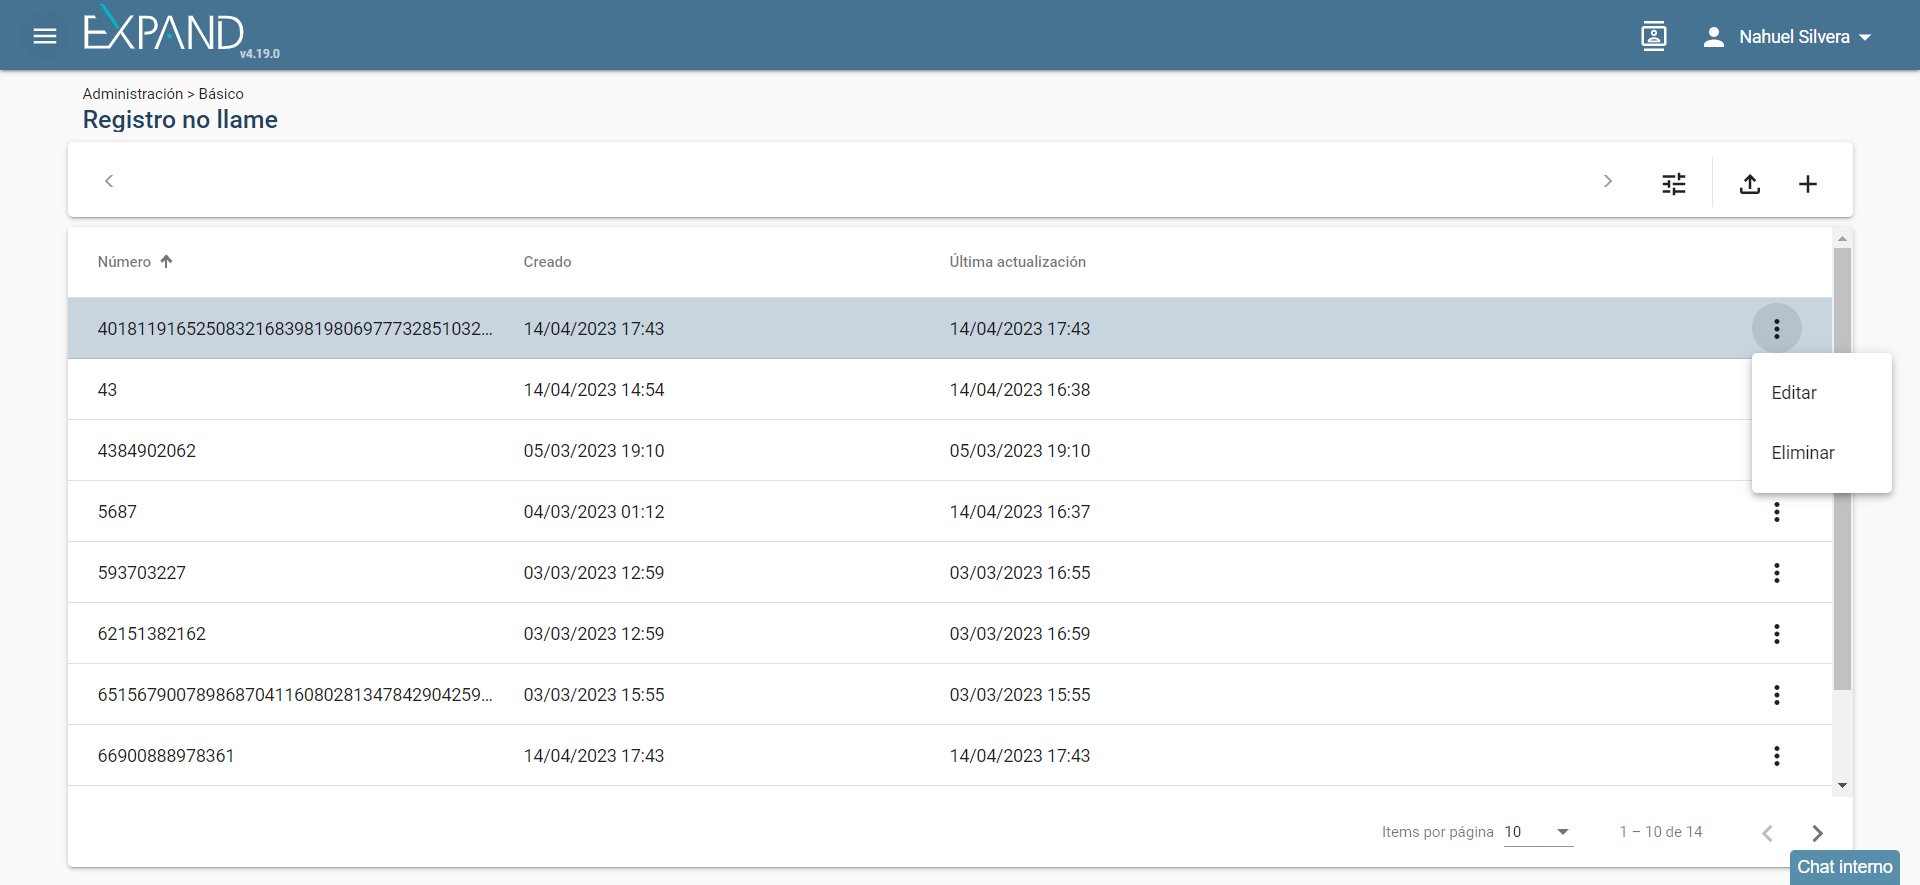 EXPAND
v4.19.0
Nahuel Silvera
Administración > Básico
Registro no llame
Número Creado Última actualización
401811916525083216839819806977732851032... 14/04/2023 17:43 14/04/2023 17:43
43 14/04/2023 14:54 14/04/2023 16:38
Editar
4384902062 05/03/2023 19:10 05/03/2023 19:10
Eliminar
5687 04/03/2023 01:12 14/04/2023 16:37
593703227 03/03/2023 12:59 03/03/2023 16:55
62151382162 03/03/2023 12:59 03/03/2023 16:59
651567900789868704116080281347842904259... 03/03/2023 15:55 03/03/2023 15:55
66900888978361 14/04/2023 17:43 14/04/2023 17:43
Items por página 10 1 – 10 de 14
Chat interno